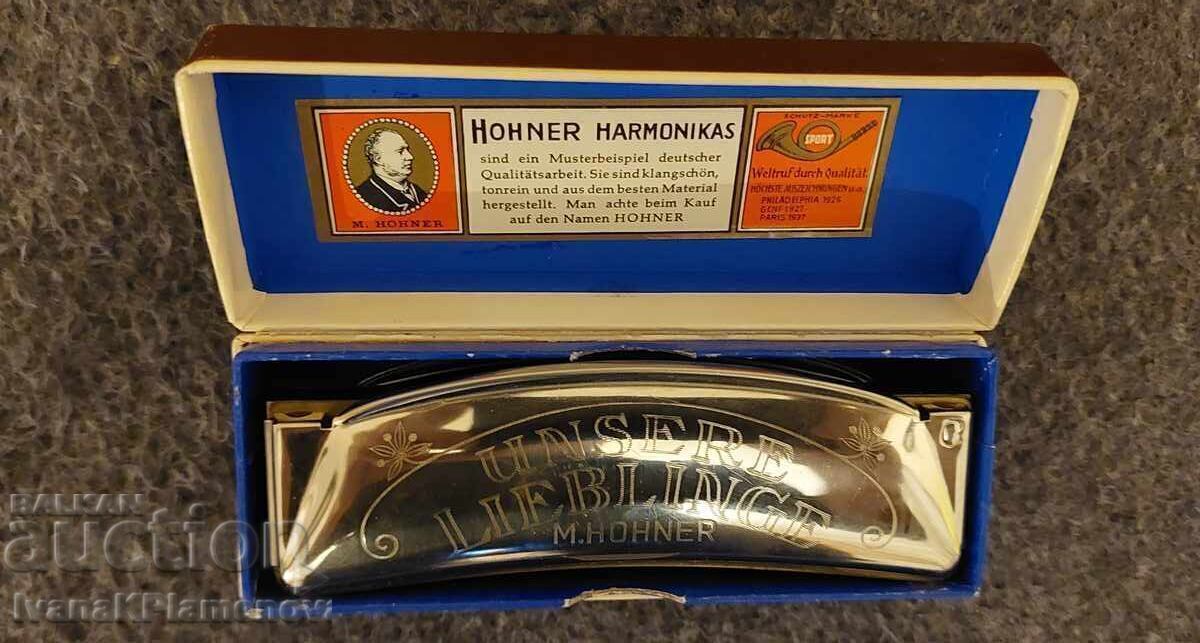 M. HOHNER
HOHNER HARMONIKAS
sind ein Musterbeispiel deutscher
Qualitätsarbeit. Sie sind klangschön,
tonrein und aus dem besten Material
hergestellt. Man achte beim Kauf
auf den Namen HOHNER
SCHUTZ-MARKE
SPORT
Weltruf durch Qualität
HÖCHSTE AUSZEICHNUNGEN u.a.
PHILADELPHIA 1926
GENF 1927
PARIS 1937
UNSERE
LIEBLINGE
M. HOHNER
BALKAN
auction
IvanaKPlamenov.